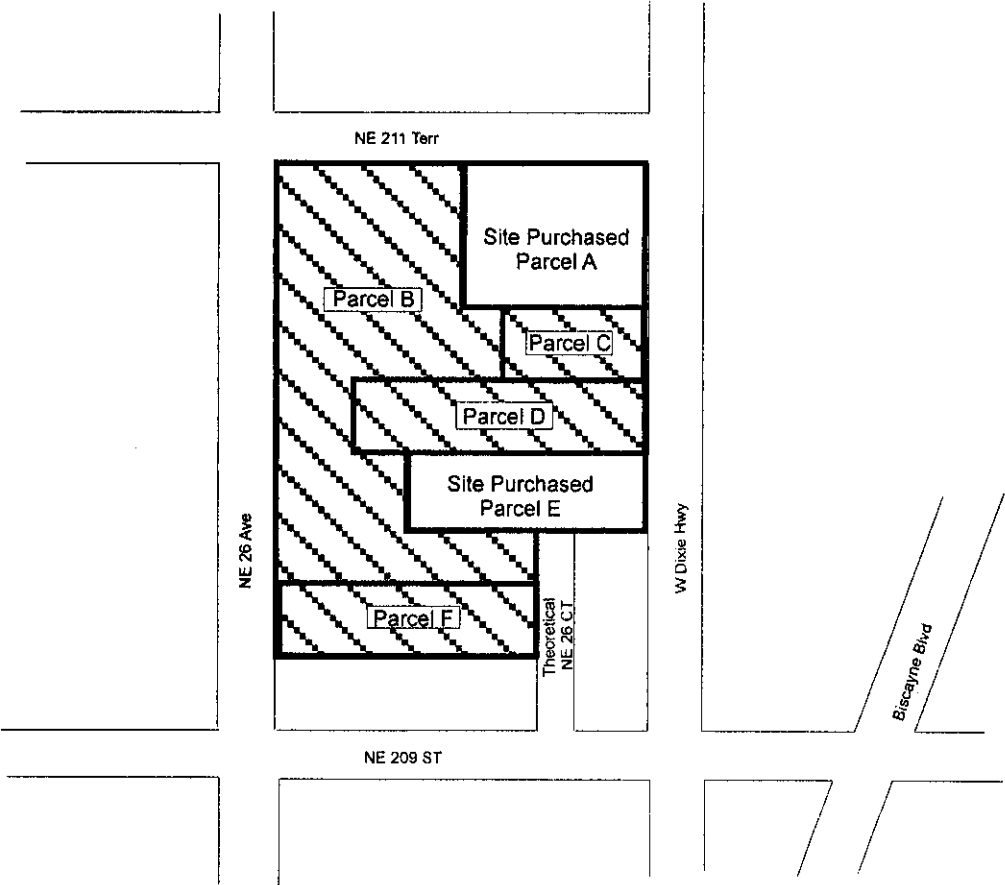 NE 211 Terr
Site Purchased
Parcel A
Parcel B
Parcel C
Parcel D
Site Purchased
Parcel E
NE 26 Ave
W Dixie Hwy
Parcel F
Theoretical
NE 26 CT
Biscayne Blvd
NE 209 ST